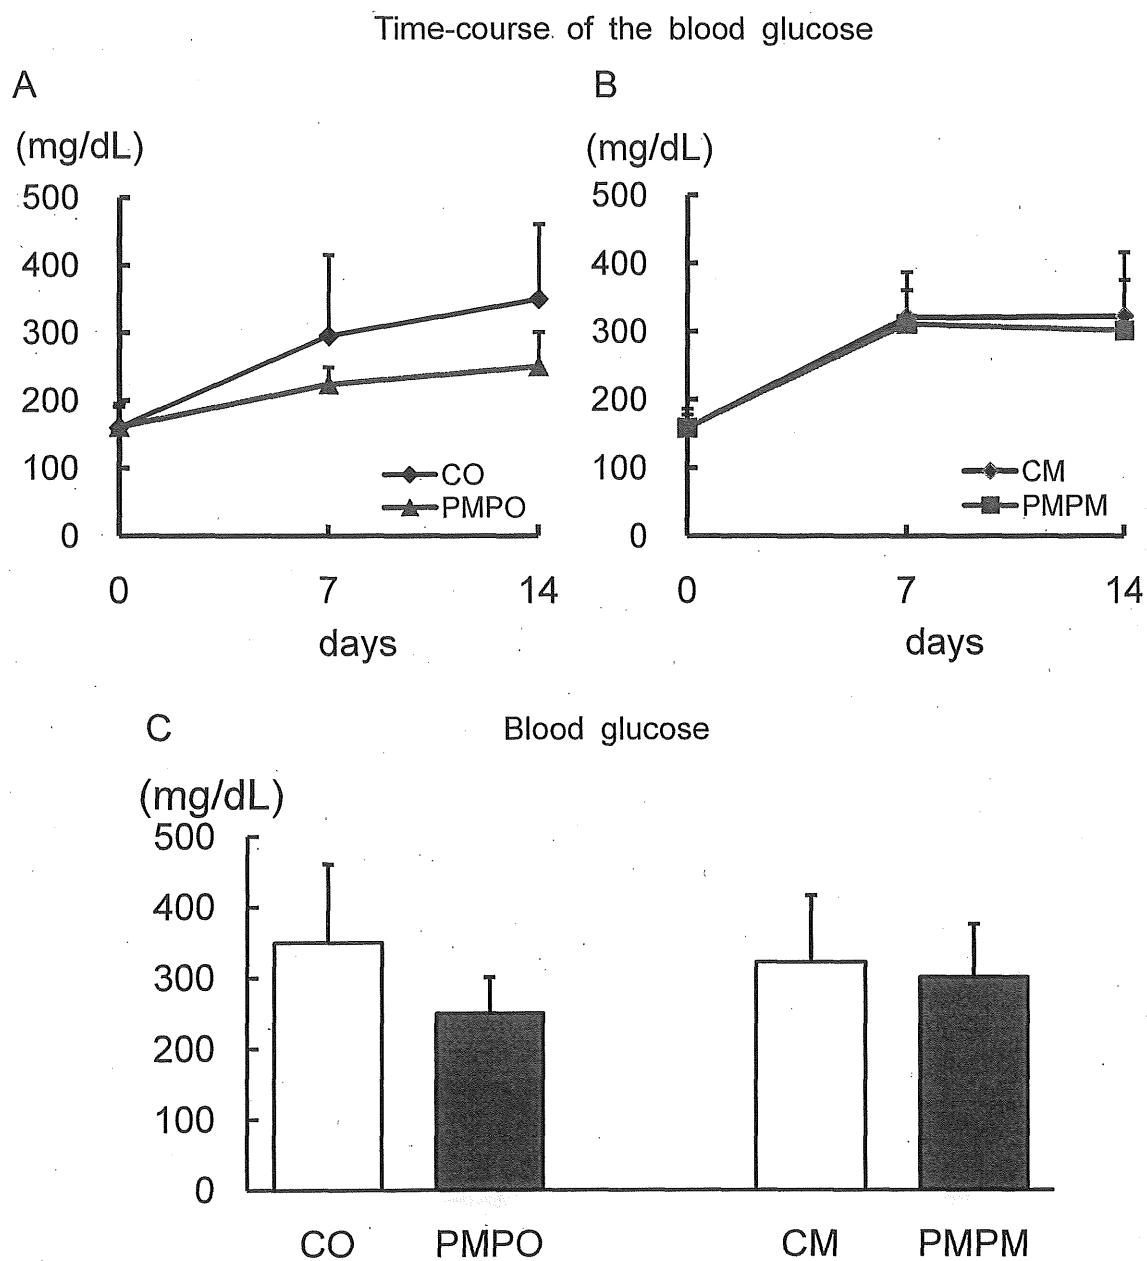 Time-course of the blood glucose
A
B
(mg/dL)
(mg/dL)
500
400
300
200
100
0
0
7
14
days
CO
PMPO
500
400
300
200
100
0
0
7
14
days
CM
PMPM
C
Blood glucose
(mg/dL)
500
400
300
200
100
0
CO
PMPO
CM
PMPM